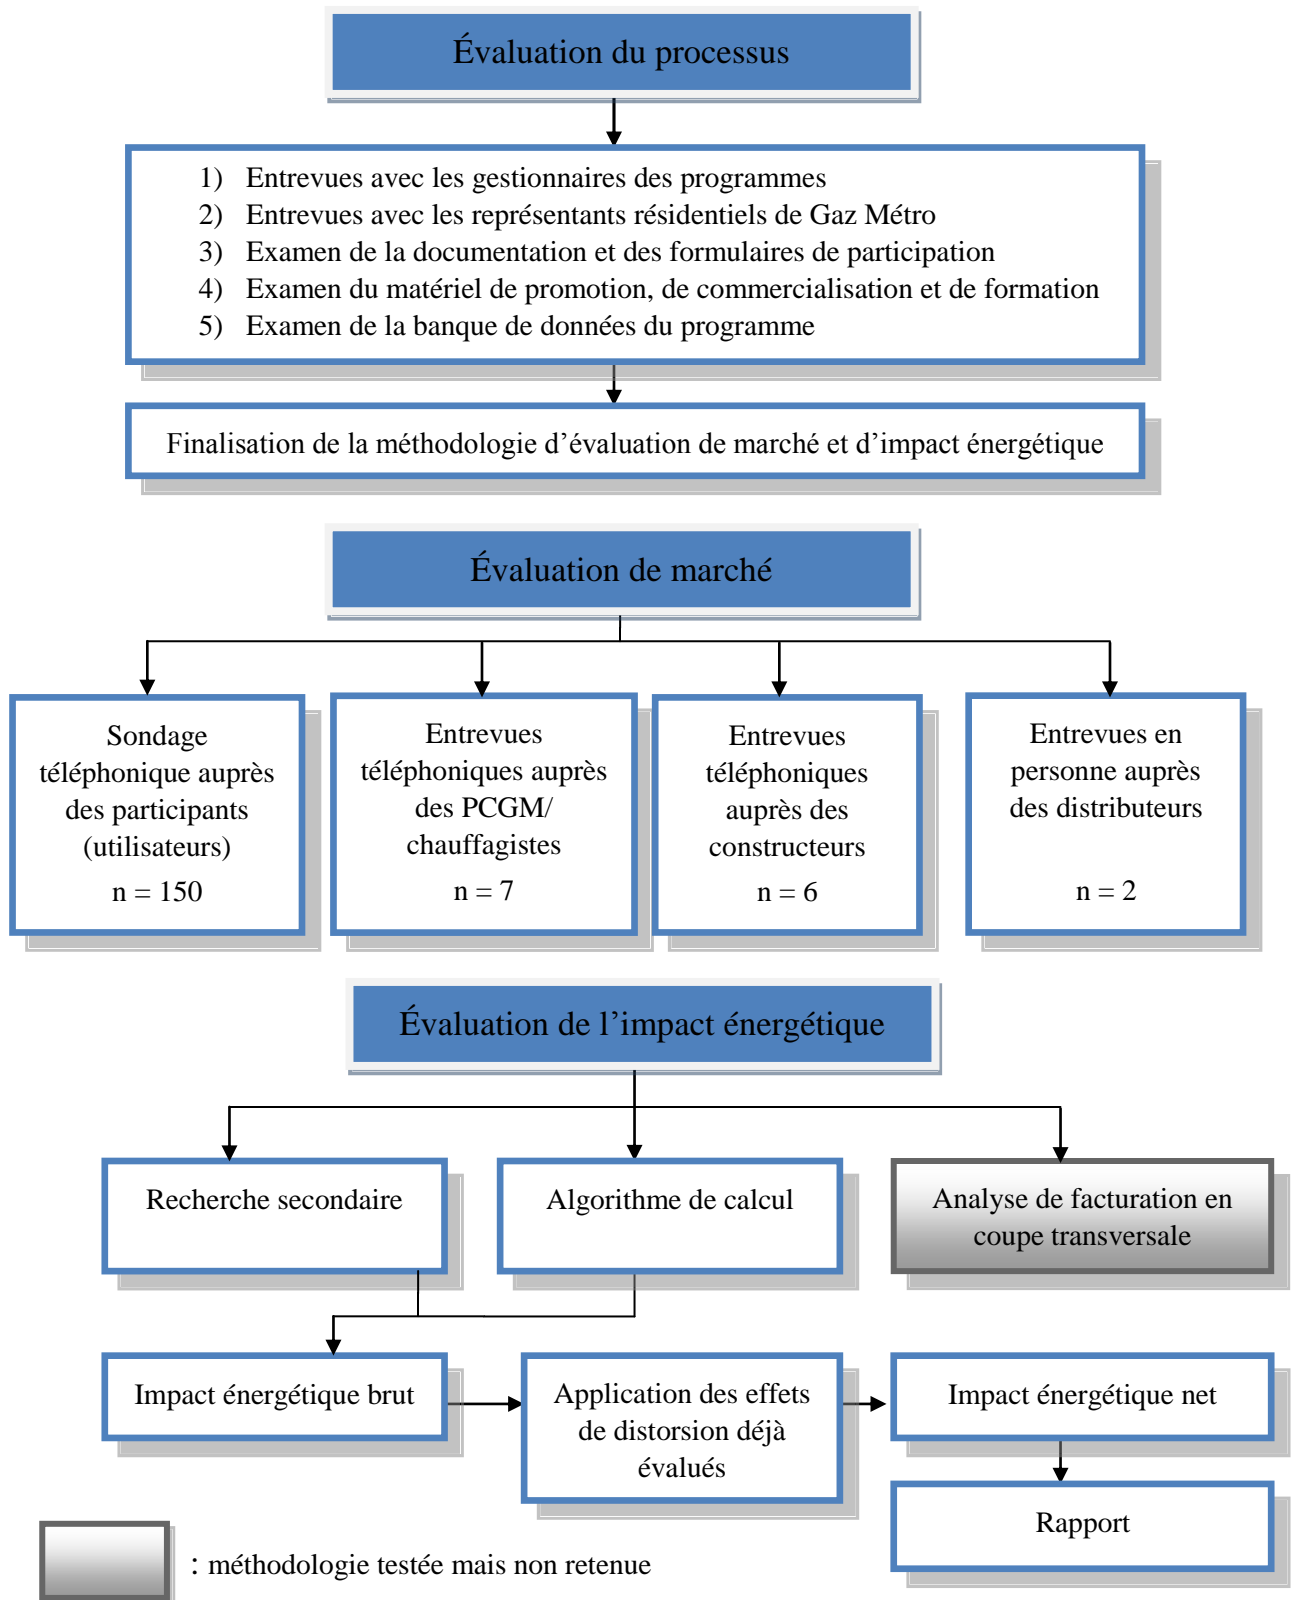 Évaluation du processus
1) Entrevues avec les gestionnaires des programmes
2) Entrevues avec les représentants résidentiels de Gaz Métro
3) Examen de la documentation et des formulaires de participation
4) Examen du matériel de promotion, de commercialisation et de formation
5) Examen de la banque de données du programme
Finalisation de la méthodologie d’évaluation de marché et d’impact énergétique
Évaluation de marché
Sondage
téléphonique auprès
des participants
(utilisateurs)
n = 150
Entrevues
téléphoniques auprès
des PCGM/
chauffagistes
n = 7
Entrevues
téléphoniques
auprès des
constructeurs
n = 6
Entrevues en
personne auprès
des distributeurs
n = 2
Évaluation de l’impact énergétique
Recherche secondaire
Algorithme de calcul
Analyse de facturation en
coupe transversale
Impact énergétique brut
Application des effets
de distorsion déjà
évalués
Impact énergétique net
Rapport
: méthodologie testée mais non retenue